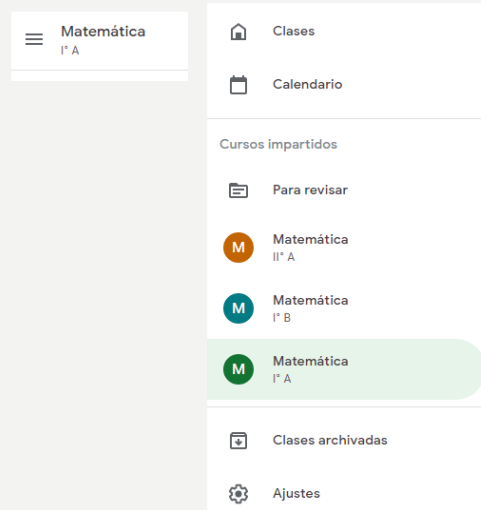 Matemática
I° A
Clases
Calendario
Cursos impartidos
Para revisar
M
Matemática
II° A
M
Matemática
I° B
M
Matemática
I° A
Clases archivadas
Ajustes